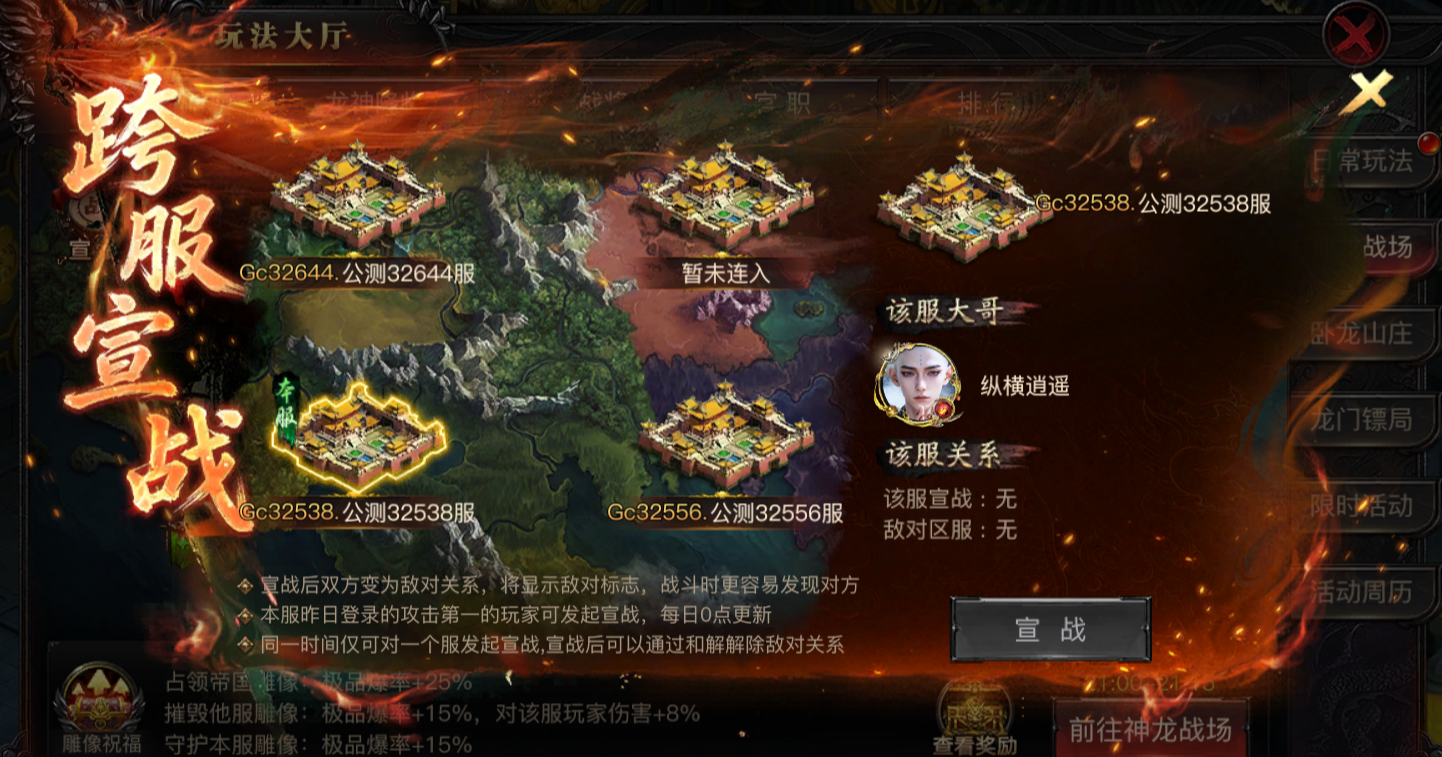 玩法大厅
跨服宣战
官职
排行
日常玩法
战场
卧龙山庄
龙门镖局
限时活动
活动周历
宣
Gc32644.公测32644服
暂未连入
Gc32538.公测32538服
本服
Gc32538.公测32538服
Gc32556.公测32556服
该服大哥
纵横逍遥
该服关系
该服宣战：无
敌对区服：无
宣战后双方变为敌对关系，将显示敌对标志，战斗时更容易发现对方
本服昨日登录的攻击第一的玩家可发起宣战，每日0点更新
同一时间仅可对一个服发起宣战,宣战后可以通过和解解除敌对关系
宣 战
占领帝国雕像：极品爆率+25%
摧毁他服雕像：极品爆率+15%，对该服玩家伤害+8%
守护本服雕像：极品爆率+15%
雕像祝福
查看奖励
前往神龙战场